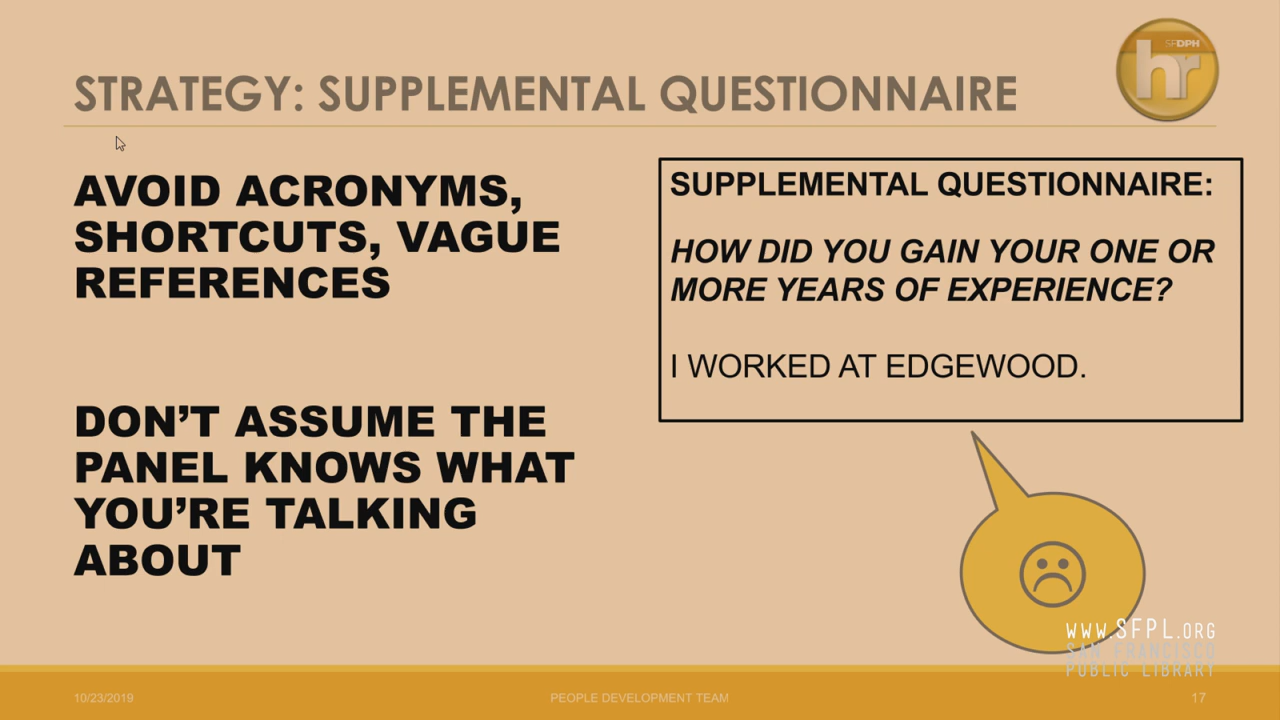 SFDPH
hr
STRATEGY: SUPPLEMENTAL QUESTIONNAIRE
AVOID ACRONYMS,
SHORTCUTS, VAGUE
REFERENCES
DON’T ASSUME THE
PANEL KNOWS WHAT
YOU’RE TALKING
ABOUT
SUPPLEMENTAL QUESTIONNAIRE:
HOW DID YOU GAIN YOUR ONE OR
MORE YEARS OF EXPERIENCE?
I WORKED AT EDGEWOOD.
WWW.SFPL.ORG
SAN FRANCISCO
PUBLIC LIBRARY
10/23/2019
PEOPLE DEVELOPMENT TEAM
17